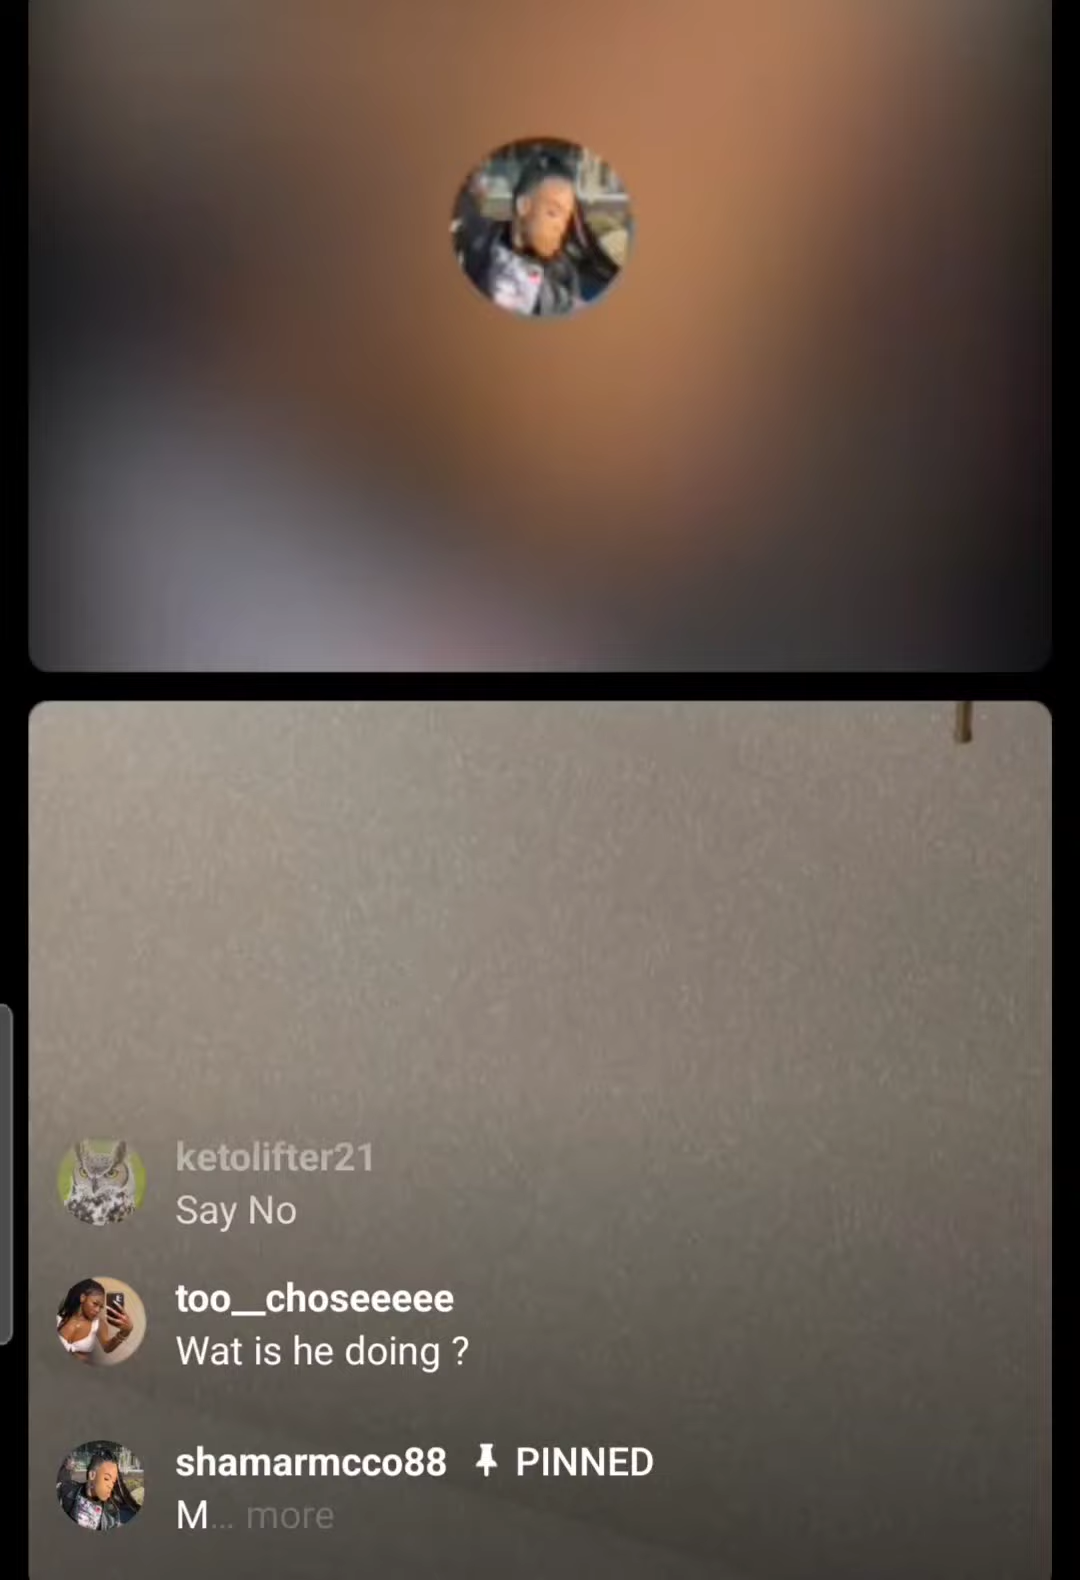 ketolifter21
Say No
too__choseeeee
Wat is he doing ?
shamarmcco88 PINNED
M... more